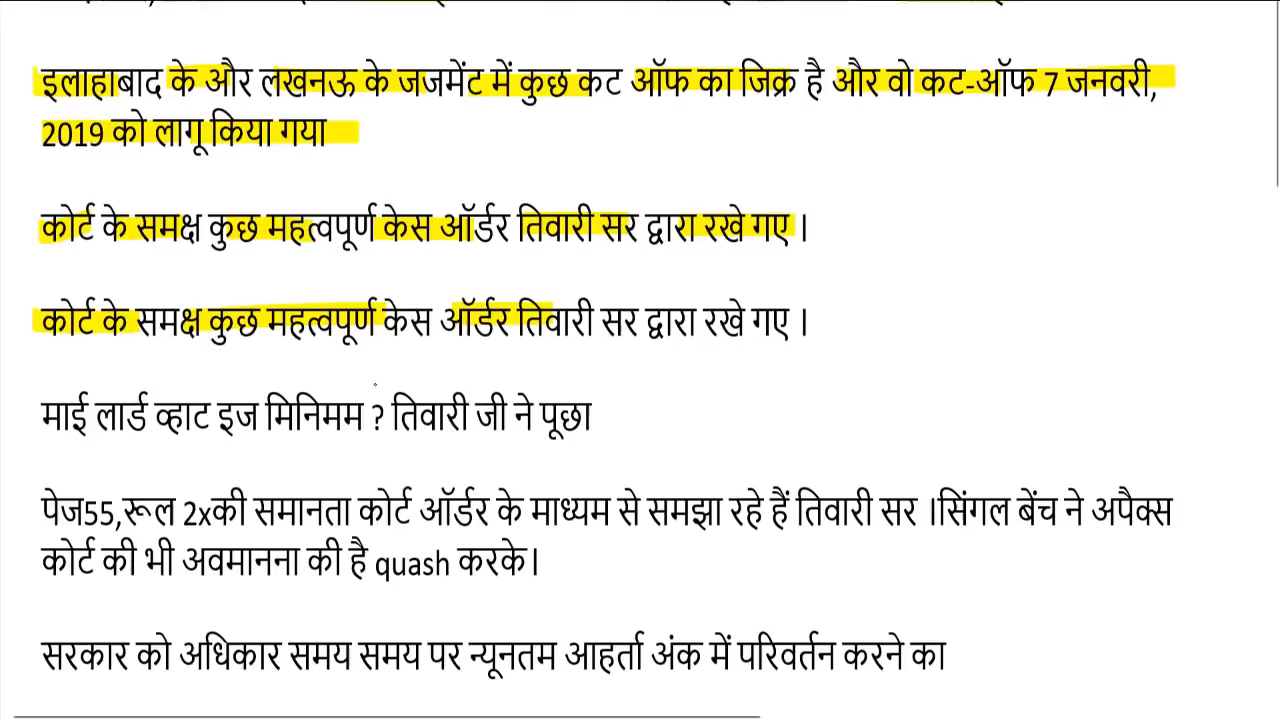 इलाहाबाद के और लखनऊ के जजमेंट में कुछ कट ऑफ का जिक्र है और वो कट-ऑफ 7 जनवरी,
2019 को लागू किया गया
कोर्ट के समक्ष कुछ महत्वपूर्ण केस ऑर्डर तिवारी सर द्वारा रखे गए ।
कोर्ट के समक्ष कुछ महत्वपूर्ण केस ऑर्डर तिवारी सर द्वारा रखे गए ।
माई लार्ड व्हाट इज मिनिमम ? तिवारी जी ने पूछा
पेज55,रूल 2xकी समानता कोर्ट ऑर्डर के माध्यम से समझा रहे हैं तिवारी सर ।सिंगल बेंच ने अपैक्स
कोर्ट की भी अवमानना की है quash करके।
सरकार को अधिकार समय समय पर न्यूनतम आहर्ता अंक में परिवर्तन करने का